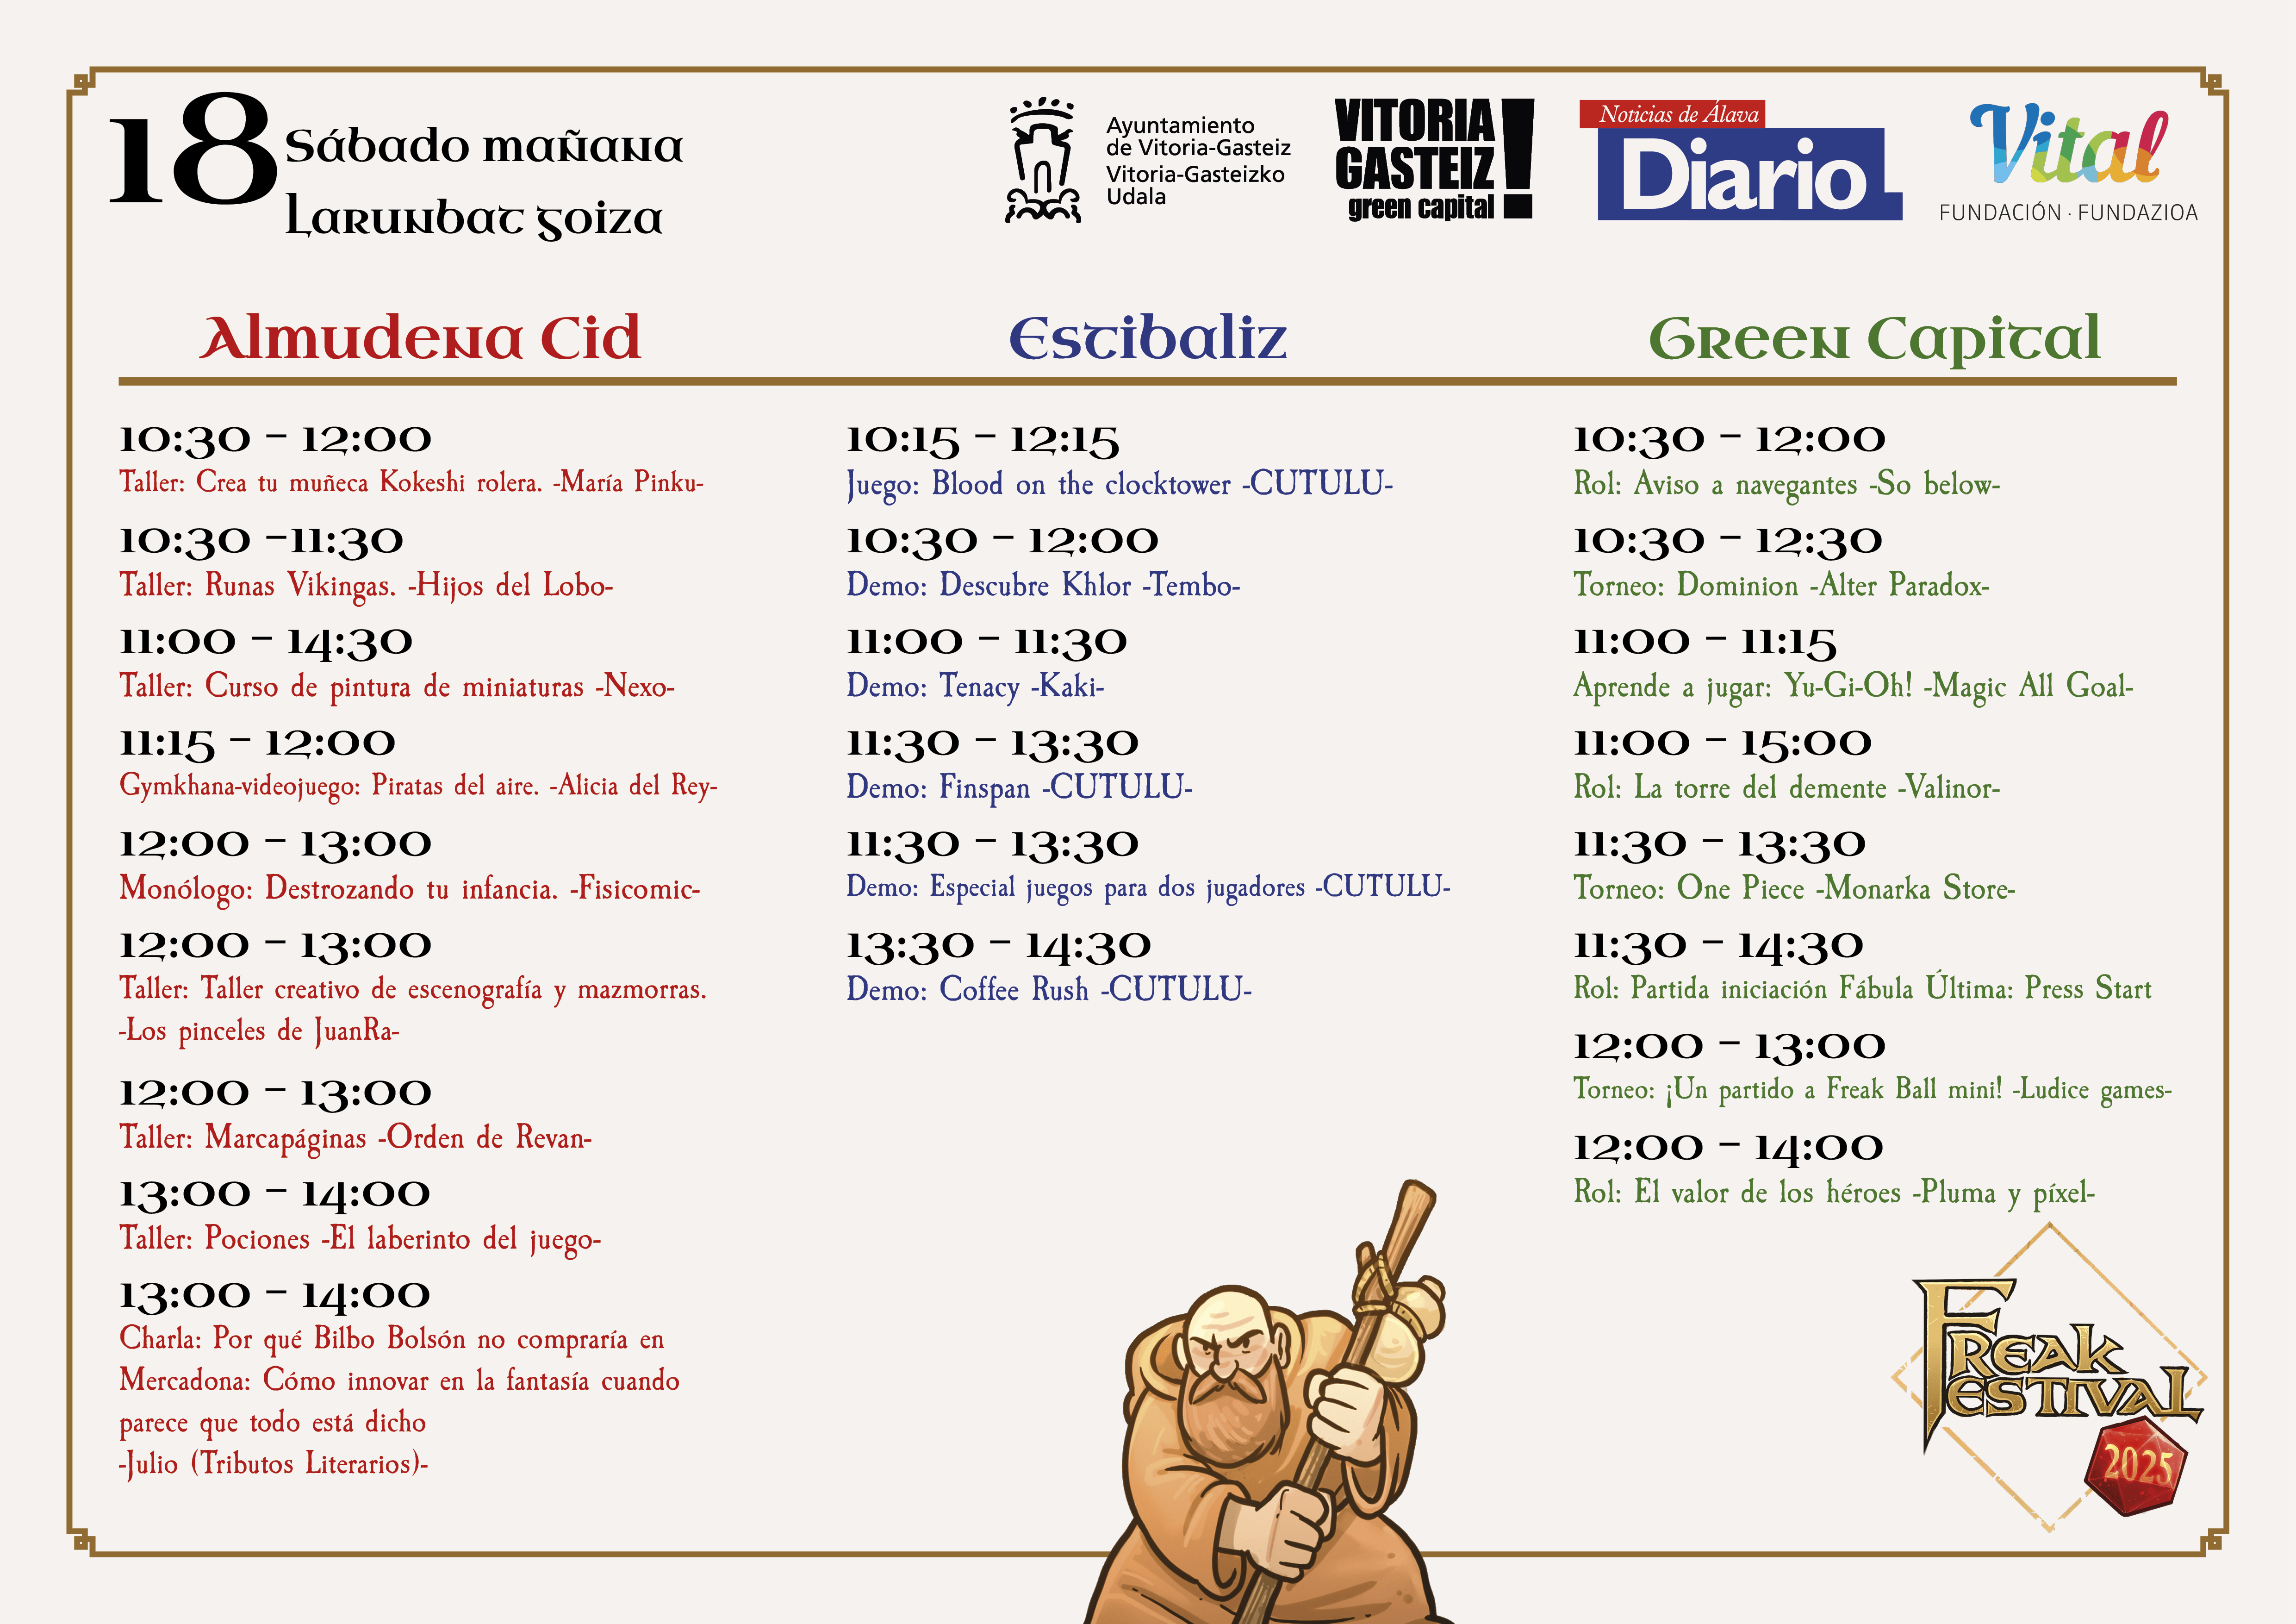 18
Sábado mañana
Larunbat goiza
Ayuntamiento
de Vitoria-Gasteiz
Vitoria-Gasteizko
Udala
VITORIA
GASTEIZ
green capital
!
Noticias de Álava
Diario
Vital
FUNDACIÓN · FUNDAZIOA
Almudena Cid
10:30 – 12:00
Taller: Crea tu muñeca Kokeshi rolera. -María Pinku-
10:30 –11:30
Taller: Runas Vikingas. -Hijos del Lobo-
11:00 – 14:30
Taller: Curso de pintura de miniaturas -Nexo-
11:15 – 12:00
Gymkhana-videojuego: Piratas del aire. -Alicia del Rey-
12:00 – 13:00
Monólogo: Destrozando tu infancia. -Fisicomic-
12:00 – 13:00
Taller: Taller creativo de escenografía y mazmorras.
-Los pinceles de JuanRa-
12:00 – 13:00
Taller: Marcapáginas -Orden de Revan-
13:00 – 14:00
Taller: Pociones -El laberinto del juego-
13:00 – 14:00
Charla: Por qué Bilbo Bolsón no compraría en
Mercadona: Cómo innovar en la fantasía cuando
parece que todo está dicho
-Julio (Tributos Literarios)-
Estibaliz
10:15 – 12:15
Juego: Blood on the clocktower -CUTULU-
10:30 – 12:00
Demo: Descubre Khlor -Tembo-
11:00 – 11:30
Demo: Tenacy -Kaki-
11:30 – 13:30
Demo: Finspan -CUTULU-
11:30 – 13:30
Demo: Especial juegos para dos jugadores -CUTULU-
13:30 – 14:30
Demo: Coffee Rush -CUTULU-
Green Capital
10:30 – 12:00
Rol: Aviso a navegantes -So below-
10:30 – 12:30
Torneo: Dominion -Alter Paradox-
11:00 – 11:15
Aprende a jugar: Yu-Gi-Oh! -Magic All Goal-
11:00 – 15:00
Rol: La torre del demente -Valinor-
11:30 – 13:30
Torneo: One Piece -Monarka Store-
11:30 – 14:30
Rol: Partida iniciación Fábula Última: Press Start
12:00 – 13:00
Torneo: ¡Un partido a Freak Ball mini! -Ludice games-
12:00 – 14:00
Rol: El valor de los héroes -Pluma y píxel-
Freak
Festival
2025